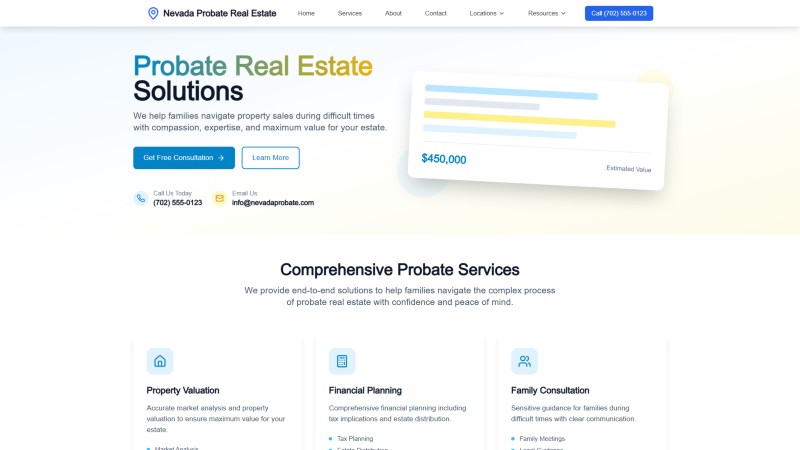 Nevada Probate Real Estate
Home
Services
About
Contact
Locations
Resources
Call (702) 555-0123
Probate Real Estate
Solutions
We help families navigate property sales during difficult times
with compassion, expertise, and maximum value for your estate.
Get Free Consultation
Learn More
Call Us Today
(702) 555-0123
Email Us
info@nevadaprobate.com
$450,000
Estimated Value
Comprehensive Probate Services
We provide end-to-end solutions to help families navigate the complex process
of probate real estate with confidence and peace of mind.
Property Valuation
Accurate market analysis and property
valuation to ensure maximum value for your
estate.
Market Analysis
Financial Planning
Comprehensive financial planning including
tax implications and estate distribution.
Tax Planning
Estate Distribution
Family Consultation
Sensitive guidance for families during
difficult times with clear communication.
Family Meetings
Legal Guidance